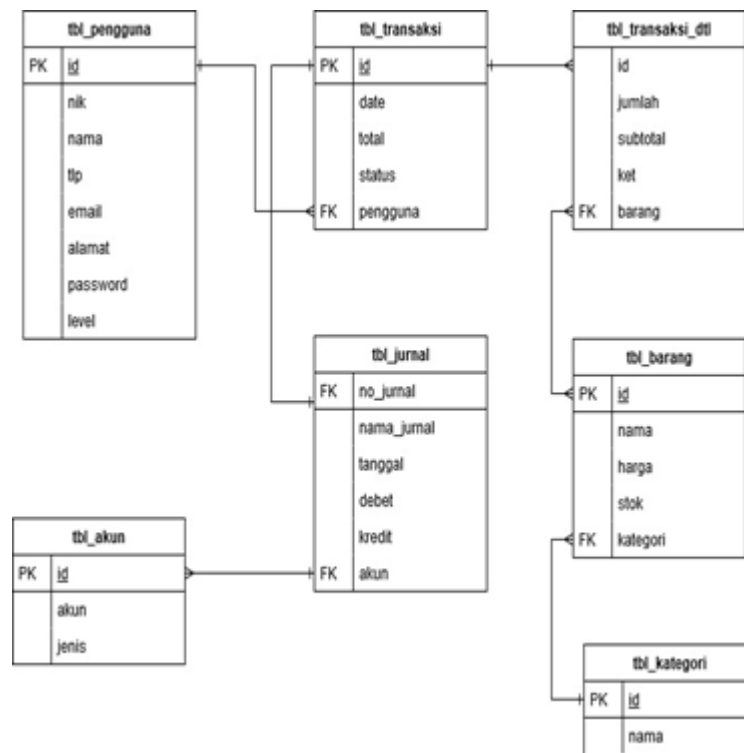 tbl_pengguna
PK id
nik
nama
tlp
email
alamat
password
level
tbl_transaksi
PK id
date
total
status
FK pengguna
tbl_transaksi_dtl
id
jumlah
subtotal
ket
FK barang
tbl_jurnal
FK no_jurnal
nama_jurnal
tanggal
debet
kredit
FK akun
tbl_barang
PK id
nama
harga
stok
FK kategori
tbl_akun
PK id
akun
jenis
tbl_kategori
PK id
nama